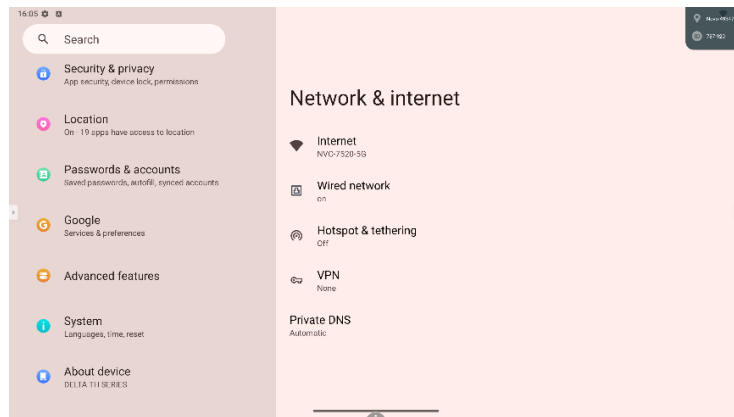 16:05
Search
Security & privacy
App security, device lock, permissions
Location
On · 19 apps have access to location
Passwords & accounts
Saved passwords, autofill, synced accounts
Google
Services & preferences
Advanced features
System
Languages, time, reset
About device
DELTA TH SERIES
Network & internet
Internet
NVC-7520-5G
Wired network
on
Hotspot & tethering
Off
VPN
None
Private DNS
Automatic
ID